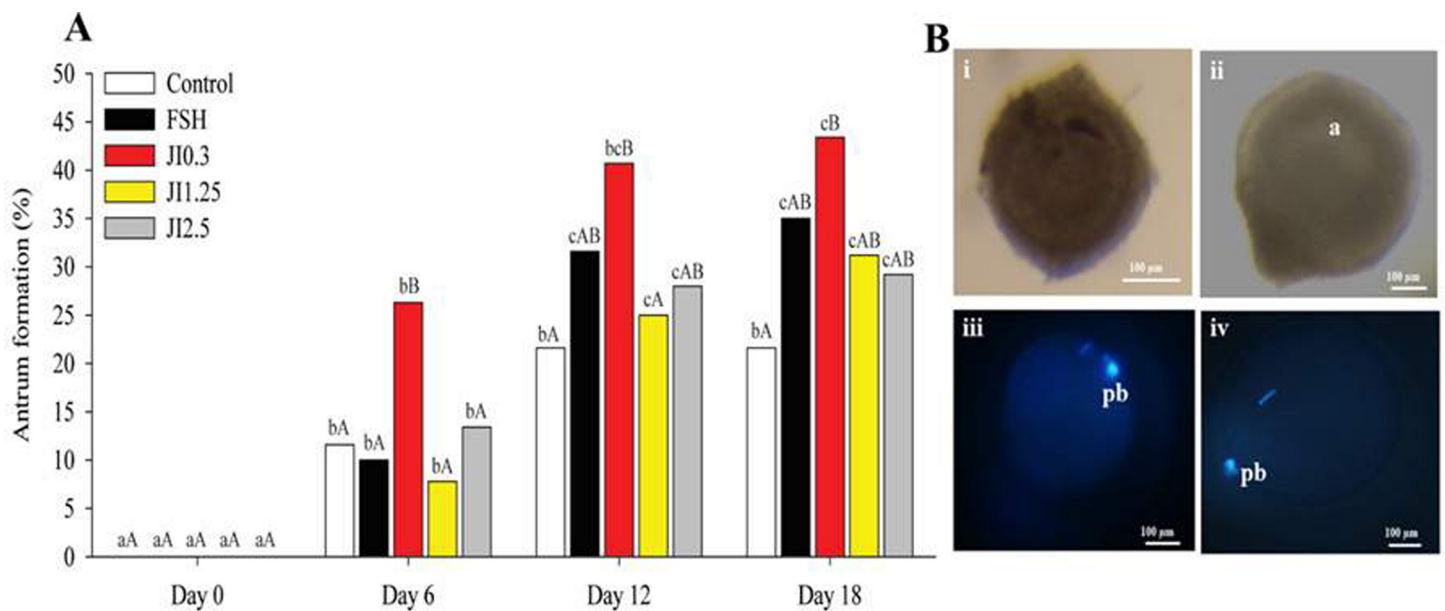 A
Antrum formation (%)
50
45
40
35
30
25
20
15
10
5
0
Control
FSH
JI0.3
JI1.25
JI2.5
aA aA aA aA aA
bA bA bB bA bA
bA cAB bcB cA cAB
bA cAB cB cAB cAB
Day 0 Day 6 Day 12 Day 18
B
i
100 µm
ii
a
100 µm
iii
pb
100 µm
iv
pb
100 µm